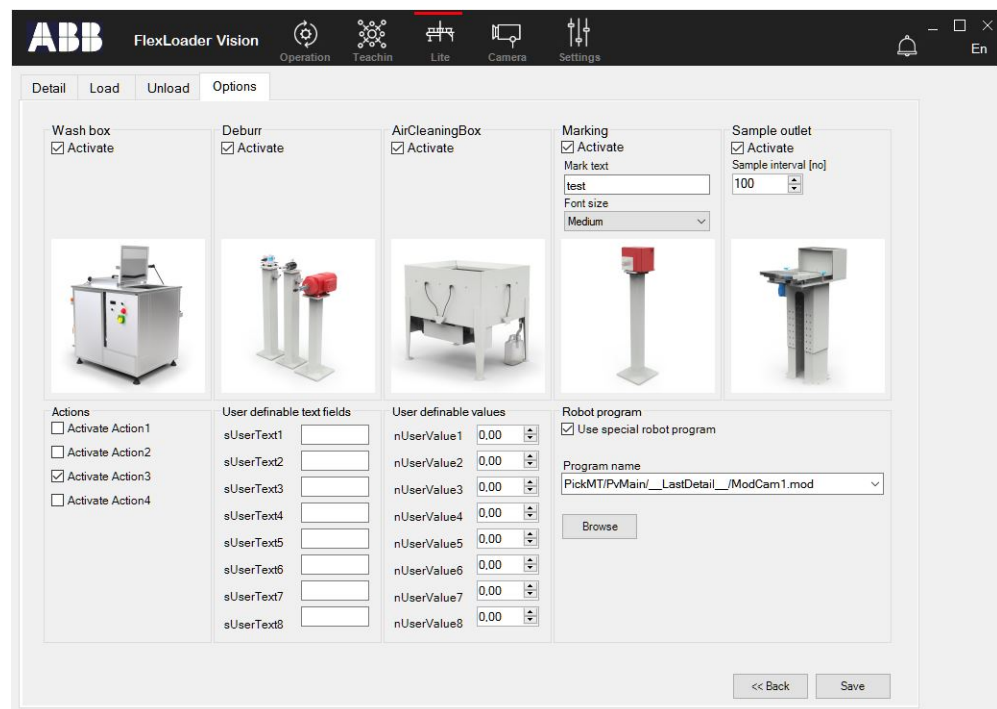 ABB
FlexLoader Vision
Operation
Teachin
Lite
Camera
Settings
En
Detail
Load
Unload
Options
Wash box
Activate
Deburr
Activate
AirCleaningBox
Activate
Marking
Activate
Mark text
test
Font size
Medium
Sample outlet
Activate
Sample interval [no]
100
Actions
Activate Action1
Activate Action2
Activate Action3
Activate Action4
User definable text fields
sUserText1
sUserText2
sUserText3
sUserText4
sUserText5
sUserText6
sUserText7
sUserText8
User definable values
nUserValue1 0,00
nUserValue2 0,00
nUserValue3 0,00
nUserValue4 0,00
nUserValue5 0,00
nUserValue6 0,00
nUserValue7 0,00
nUserValue8 0,00
Robot program
Use special robot program
Program name
PickMT/PvMain/__LastDetail__/ModCam1.mod
Browse
<< Back
Save